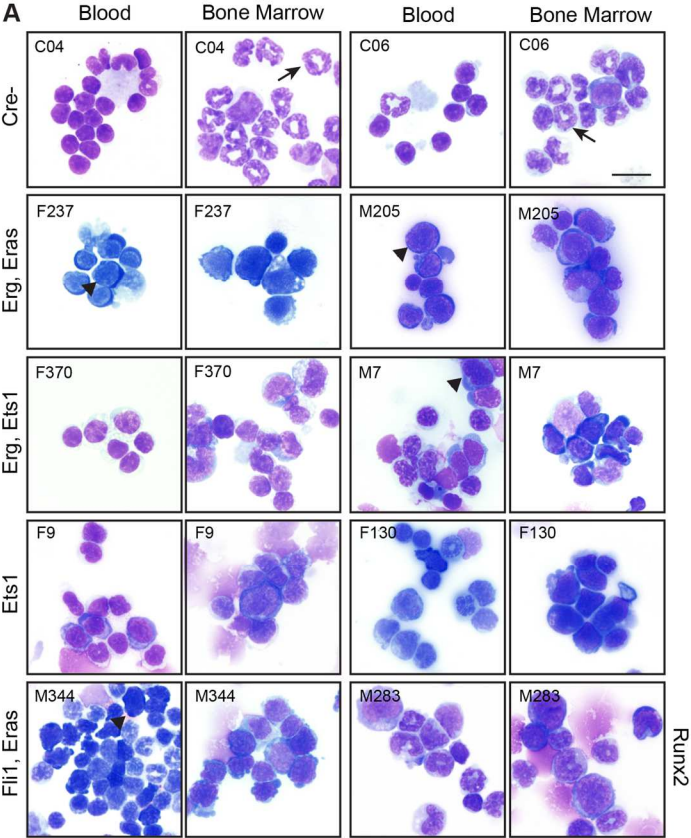 A
Blood Bone Marrow Blood Bone Marrow
Cre- C04 C04 C06 C06
Erg, Eras F237 F237 M205 M205
Erg, Ets1 F370 F370 M7 M7
Ets1 F9 F9 F130 F130
Fli1, Eras M344 M344 M283 M283 Runx2